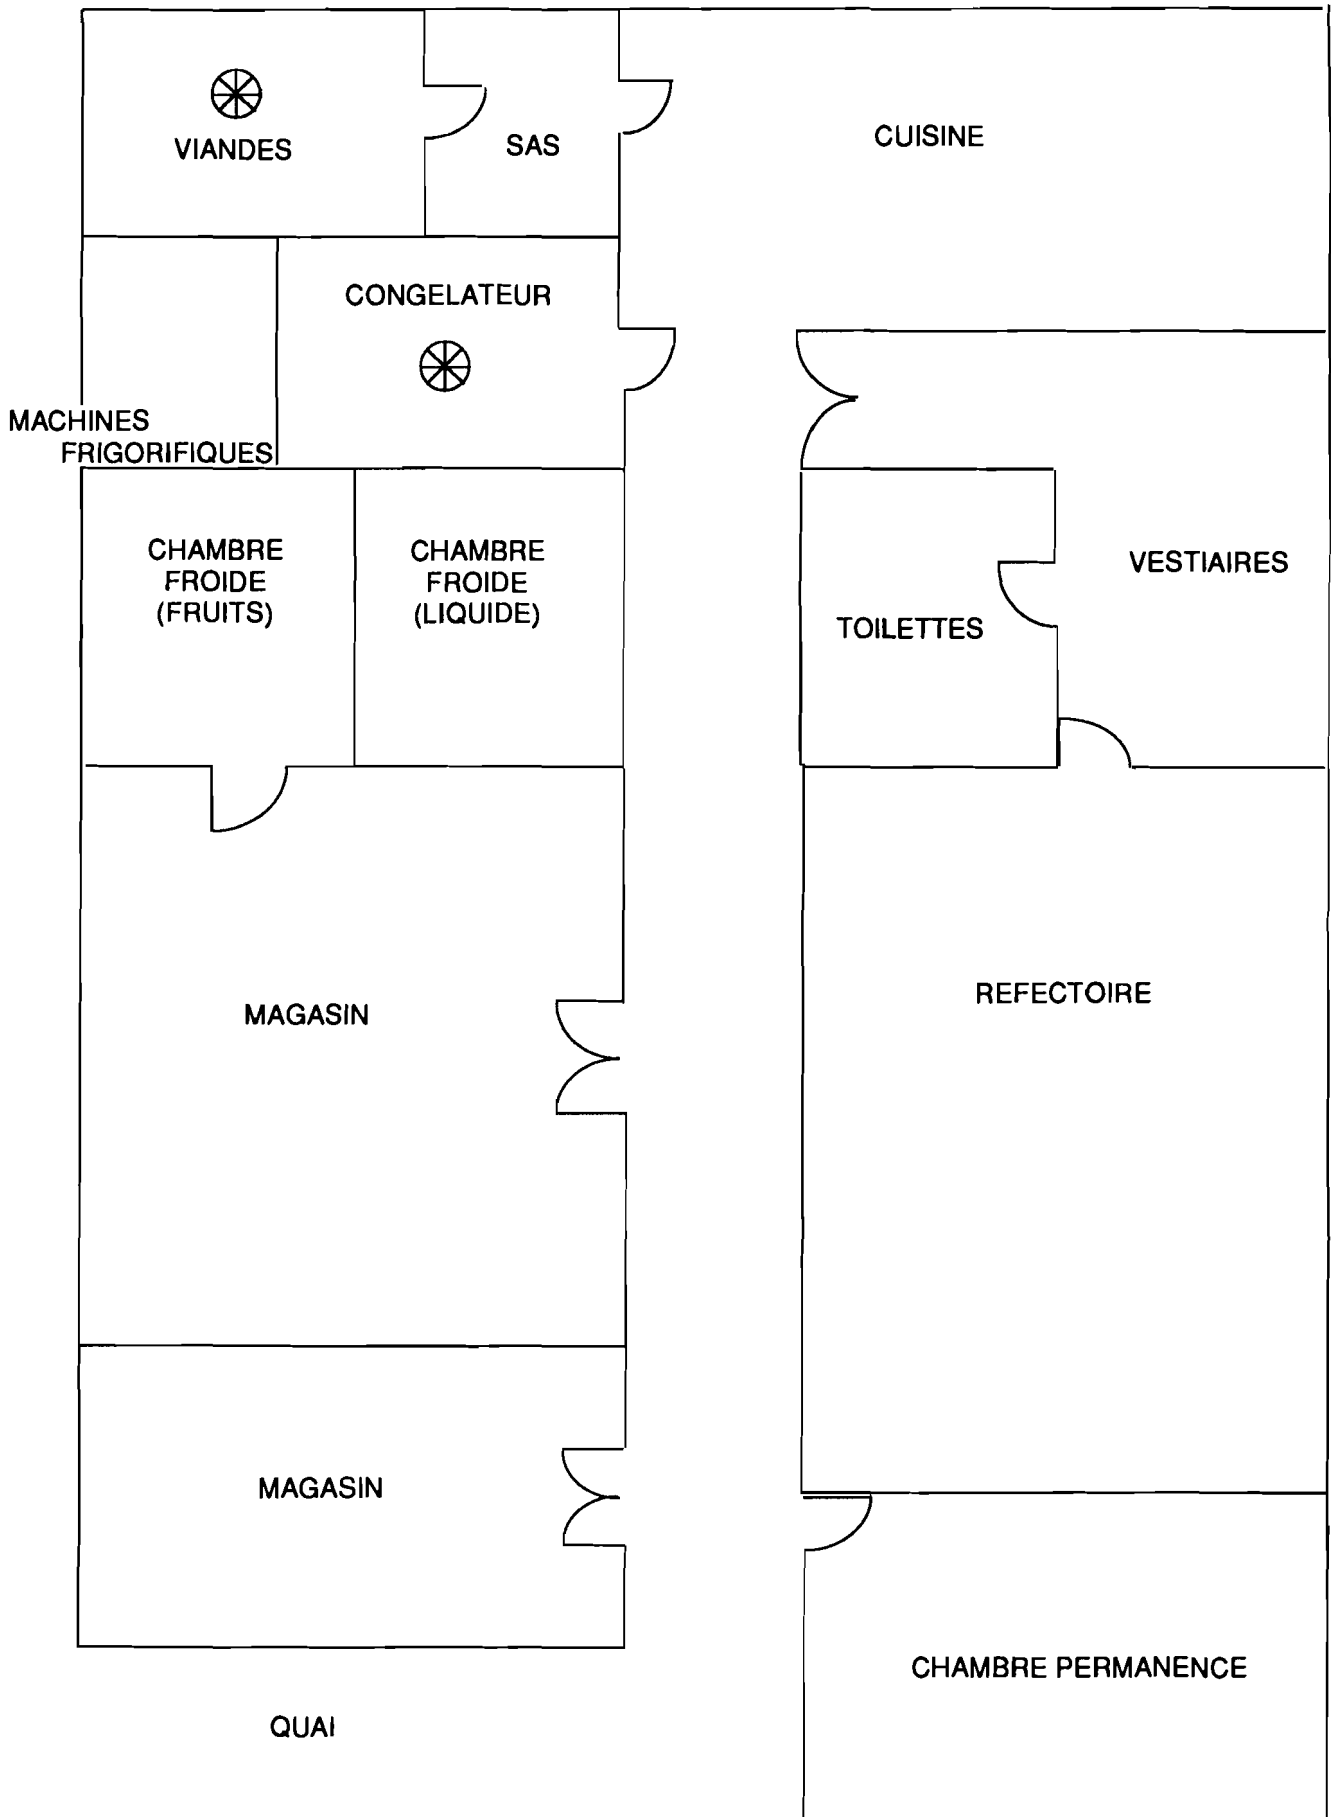 VIANDES
SAS
CUISINE
CONGELATEUR
MACHINES
FRIGORIFIQUES
CHAMBRE
FROIDE
(FRUITS)
CHAMBRE
FROIDE
(LIQUIDE)
TOILETTES
VESTIAIRES
MAGASIN
REFECTOIRE
MAGASIN
CHAMBRE PERMANENCE
QUAI